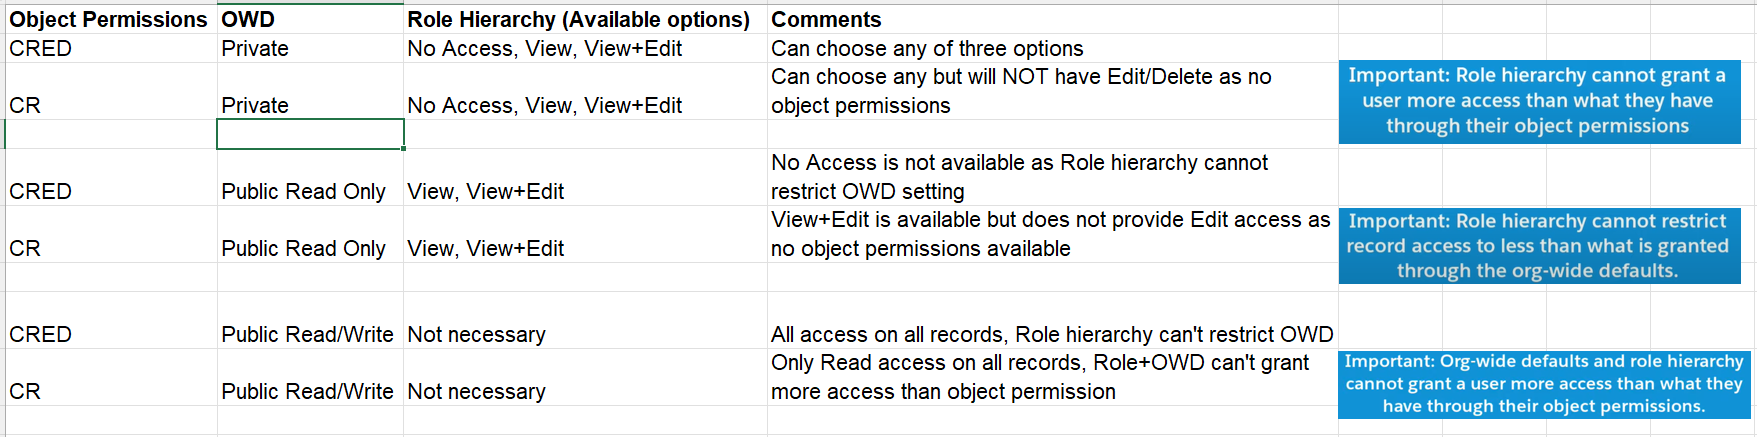 Object Permissions OWD Role Hierarchy (Available options) Comments
CRED Private No Access, View, View+Edit Can choose any of three options
Can choose any but will NOT have Edit/Delete as no
CR Private No Access, View, View+Edit object permissions
Important: Role hierarchy cannot grant a
user more access than what they have
through their object permissions
No Access is not available as Role hierarchy cannot
CRED Public Read Only View, View+Edit restrict OWD setting
View+Edit is available but does not provide Edit access as
CR Public Read Only View, View+Edit no object permissions available
Important: Role hierarchy cannot restrict
record access to less than what is granted
through the org-wide defaults.
CRED Public Read/Write Not necessary All access on all records, Role hierarchy can't restrict OWD
Only Read access on all records, Role+OWD can't grant
CR Public Read/Write Not necessary more access than object permission
Important: Org-wide defaults and role hierarchy
cannot grant a user more access than what they
have through their object permissions.